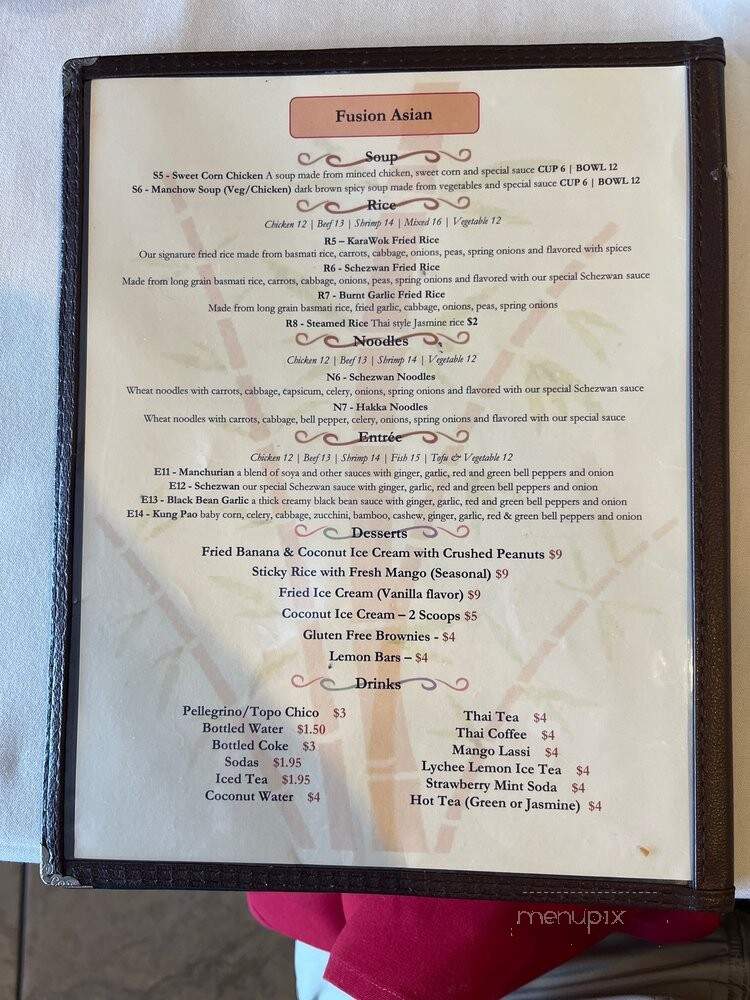 Fusion Asian
Soup
S5 - Sweet Corn Chicken A soup made from minced chicken, sweet corn and special sauce CUP 6 | BOWL 12
S6 - Manchow Soup (Veg/Chicken) dark brown spicy soup made from vegetables and special sauce CUP 6 | BOWL 12
Rice
Chicken 12 | Beef 13 | Shrimp 14 | Mixed 16 | Vegetable 12
R5 – KaraWok Fried Rice
Our signature fried rice made from basmati rice, carrots, cabbage, onions, peas, spring onions and flavored with spices
R6 - Schezwan Fried Rice
Made from long grain basmati rice, carrots, cabbage, onions, peas, spring onions and flavored with our special Schezwan sauce
R7 - Burnt Garlic Fried Rice
Made from long grain basmati rice, fried garlic, cabbage, onions, peas, spring onions
R8 - Steamed Rice Thai style Jasmine rice $2
Noodles
Chicken 12 | Beef 13 | Shrimp 14 | Vegetable 12
N6 - Schezwan Noodles
Wheat noodles with carrots, cabbage, capsicum, celery, onions, spring onions and flavored with our special Schezwan sauce
N7 - Hakka Noodles
Wheat noodles with carrots, cabbage, bell pepper, celery, onions, spring onions and flavored with our special sauce
Entrée
Chicken 12 | Beef 13 | Shrimp 14 | Fish 15 | Tofu & Vegetable 12
E11 - Manchurian a blend of soya and other sauces with ginger, garlic, red and green bell peppers and onion
E12 – Schezwan our special Schezwan sauce with ginger, garlic, red and green bell peppers and onion
E13 – Black Bean Garlic a thick creamy black bean sauce with ginger, garlic, red and green bell peppers and onion
E14 – Kung Pao baby corn, celery, cabbage, zucchini, bamboo, cashew, ginger, garlic, red & green bell peppers and onion
Desserts
Fried Banana & Coconut Ice Cream with Crushed Peanuts $9
Sticky Rice with Fresh Mango (Seasonal) $9
Fried Ice Cream (Vanilla flavor) $9
Coconut Ice Cream – 2 Scoops $5
Gluten Free Brownies - $4
Lemon Bars – $4
Drinks
Pellegrino/Topo Chico $3
Bottled Water $1.50
Bottled Coke $3
Sodas $1.95
Iced Tea $1.95
Coconut Water $4
Thai Tea $4
Thai Coffee $4
Mango Lassi $4
Lychee Lemon Ice Tea $4
Strawberry Mint Soda $4
Hot Tea (Green or Jasmine) $4
menupix